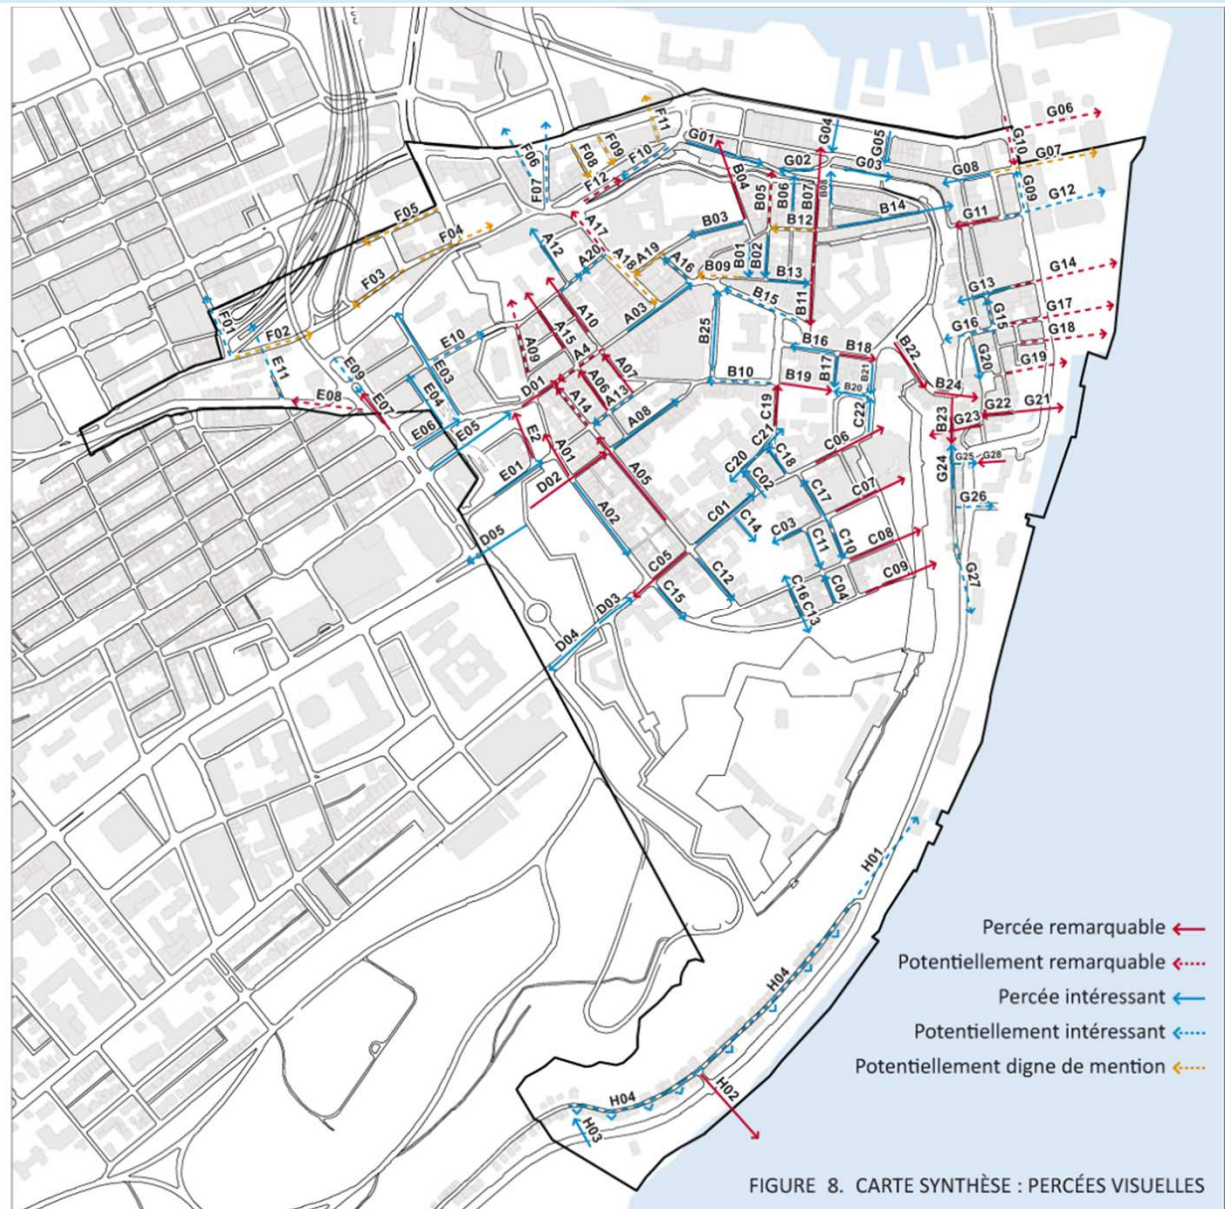 G06
G10
F11
G01
G04
G05
G07
F09
F08
F10
F06
F07
F12
G02
G03
G08
G09
G12
B04
B05
B06
B07
B08
G11
F05
F04
A17
B03
B12
B14
A12
A19
A18
A20
A16
B01
B02
B09
B13
G14
G13
F03
A03
B15
B11
G15
G17
F01
F02
A10
A15
B25
G16
G18
E10
A4
B16
B18
B22
G20
G19
E11
E09
E03
A09
A07
B17
B21
E04
D01
A06
A13
B10
B19
B20
B24
E08
E07
A14
C19
C22
B23
G22
G21
G23
E06
E05
E2
A08
C21
C06
A01
C20
C18
G24
G25
G28
E01
D02
A05
C02
C17
C07
G26
A02
C01
C14
C03
D05
C10
C08
C11
C05
C12
C09
G27
C15
C16
C04
C13
D03
D04
H01
Percée remarquable
Potentiellement remarquable
H04
Percée intéressant
Potentiellement intéressant
Potentiellement digne de mention
H02
H04
H03
FIGURE 8. CARTE SYNTHÈSE : PERCÉES VISUELLES